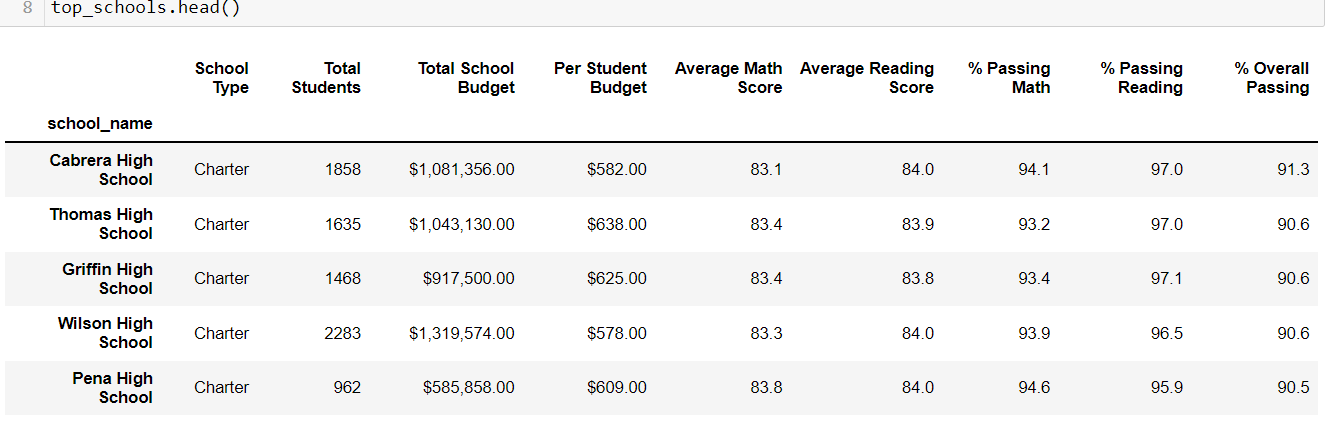 8 top_schools.head()
School Type Total Students Total School Budget Per Student Budget Average Math Score Average Reading Score % Passing Math % Passing Reading % Overall Passing
school_name
Cabrera High School Charter 1858 $1,081,356.00 $582.00 83.1 84.0 94.1 97.0 91.3
Thomas High School Charter 1635 $1,043,130.00 $638.00 83.4 83.9 93.2 97.0 90.6
Griffin High School Charter 1468 $917,500.00 $625.00 83.4 83.8 93.4 97.1 90.6
Wilson High School Charter 2283 $1,319,574.00 $578.00 83.3 84.0 93.9 96.5 90.6
Pena High School Charter 962 $585,858.00 $609.00 83.8 84.0 94.6 95.9 90.5